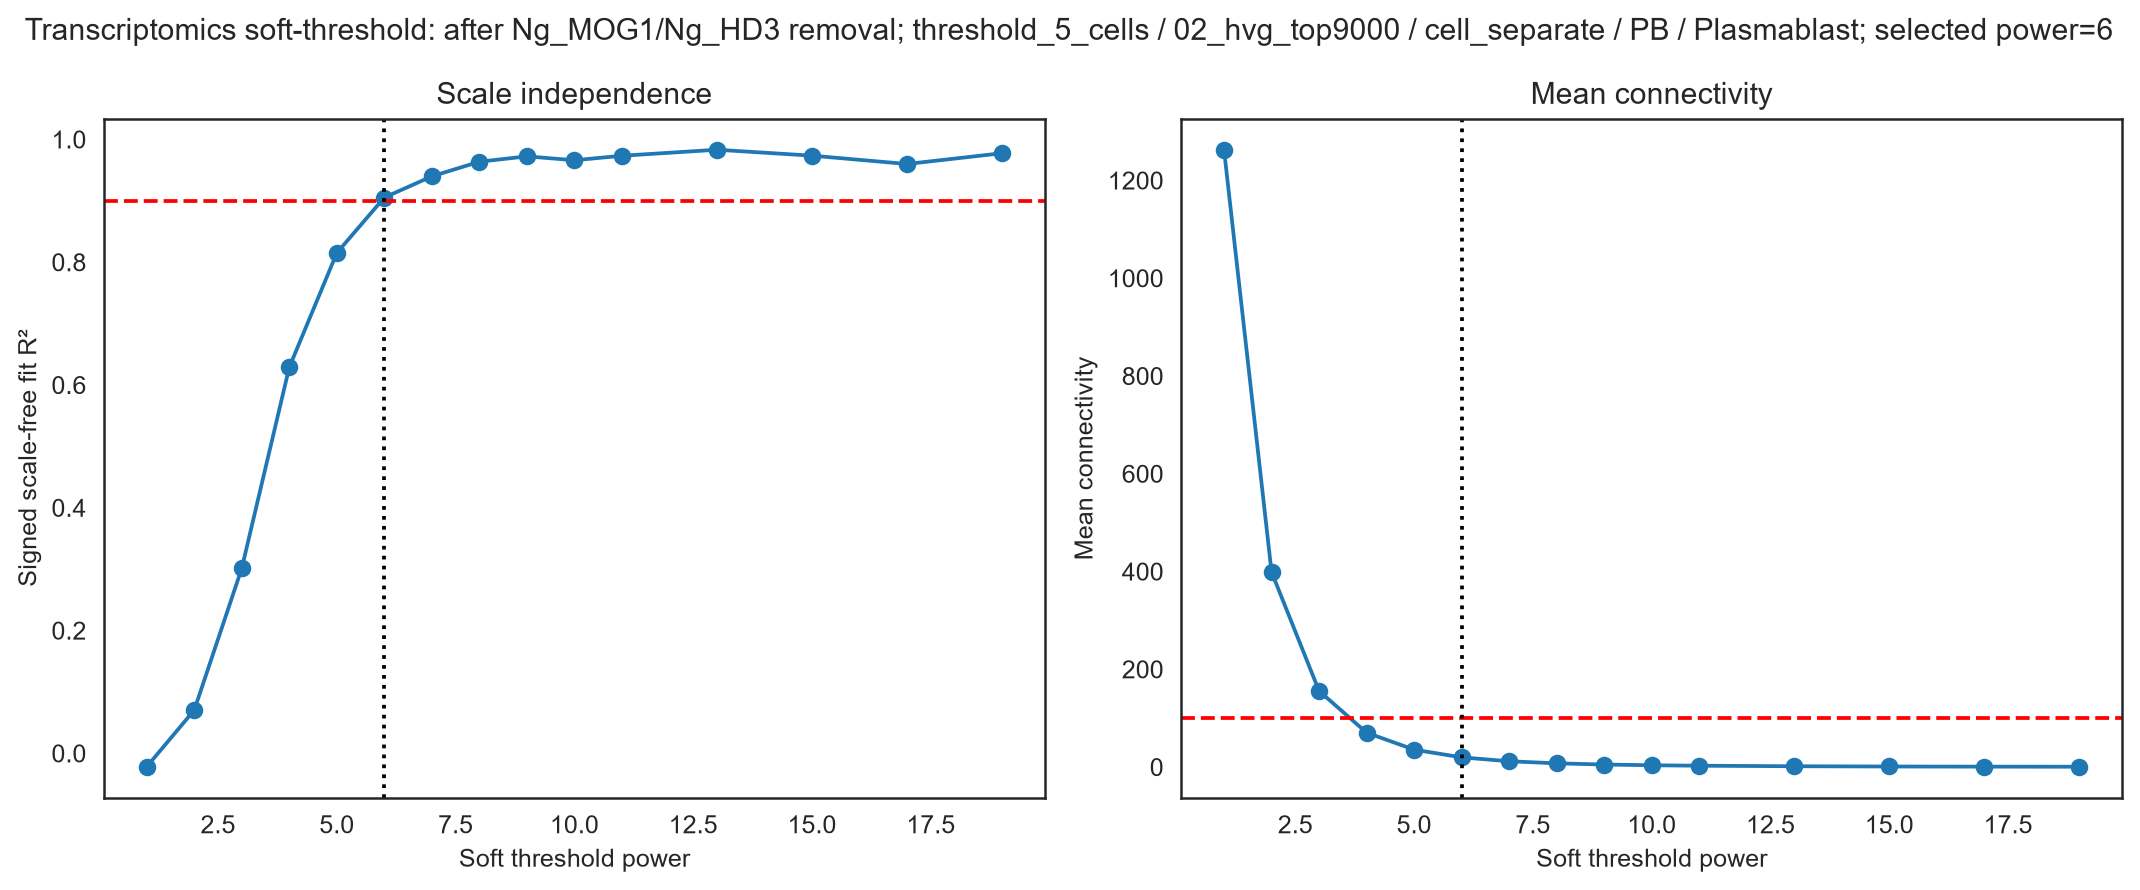 Transcriptomics soft-threshold: after Ng_MOG1/Ng_HD3 removal; threshold_5_cells / 02_hvg_top9000 / cell_separate / PB / Plasmablast; selected power=6
Scale independence
Signed scale-free fit R²
1.0
0.8
0.6
0.4
0.2
0.0
2.5 5.0 7.5 10.0 12.5 15.0 17.5
Soft threshold power
Mean connectivity
Mean connectivity
1200
1000
800
600
400
200
0
2.5 5.0 7.5 10.0 12.5 15.0 17.5
Soft threshold power